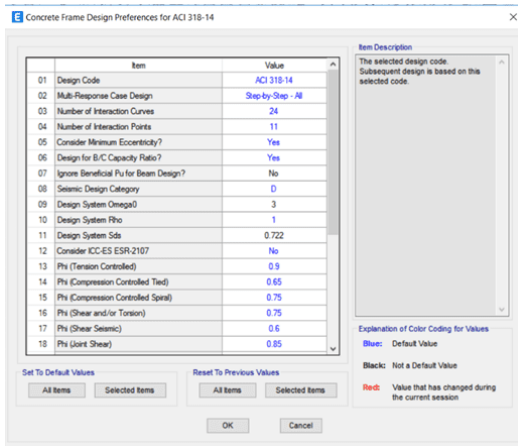 E Concrete Frame Design Preferences for ACI 318-14
Item Value
01 Design Code ACI 318-14
02 Multi-Response Case Design Step-by-Step - All
03 Number of Interaction Curves 24
04 Number of Interaction Points 11
05 Consider Minimum Eccentricity? Yes
06 Design for B/C Capacity Ratio? Yes
07 Ignore Beneficial Pu for Beam Design? No
08 Seismic Design Category D
09 Design System Omega0 3
10 Design System Rho 1
11 Design System Sds 0.722
12 Consider ICC-ES ESR-2107 No
13 Phi (Tension Controlled) 0.9
14 Phi (Compression Controlled Tied) 0.65
15 Phi (Compression Controlled Spiral) 0.75
16 Phi (Shear and/or Torsion) 0.75
17 Phi (Shear Seismic) 0.6
18 Phi (Joint Shear) 0.85
Item Description
The selected design code.
Subsequent design is based on this
selected code.
Explanation of Color Coding for Values
Blue: Default Value
Black: Not a Default Value
Red: Value that has changed during
the current session
Set To Default Values
All Items Selected Items
Reset To Previous Values
All Items Selected Items
OK Cancel